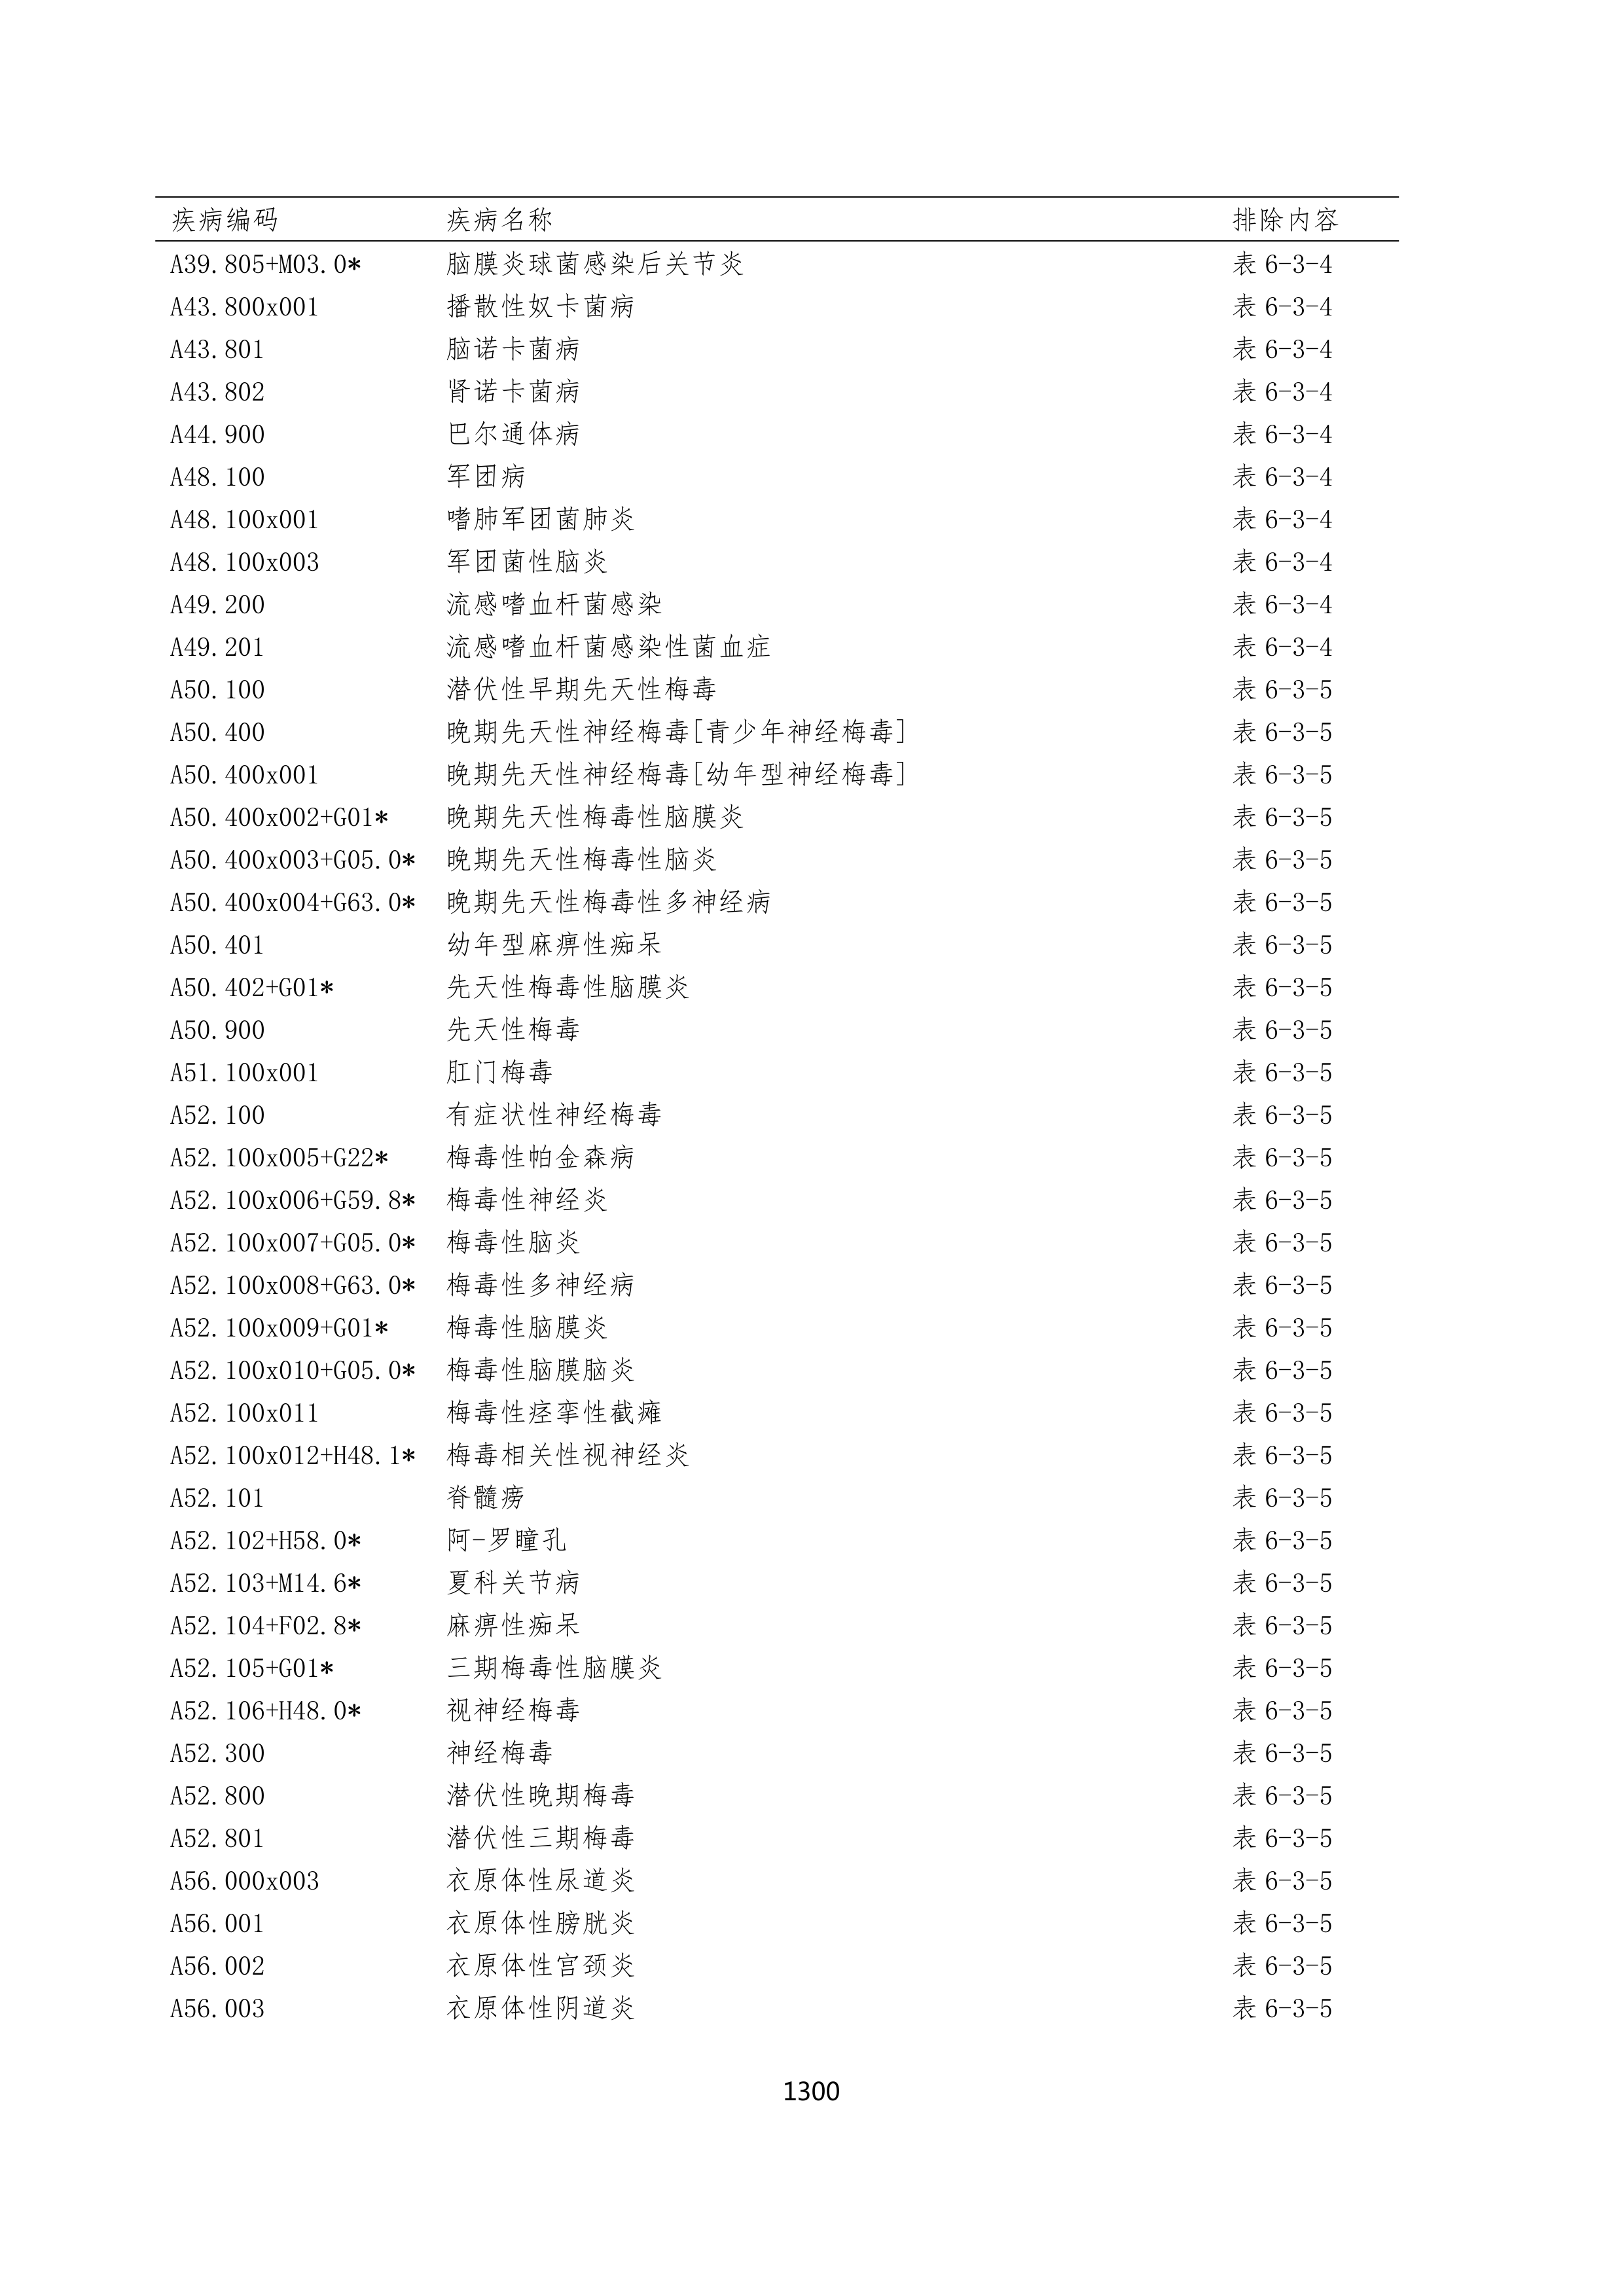 疾病编码 疾病名称 排除内容
A39.805+M03.0* 脑膜炎球菌感染后关节炎 表 6-3-4
A43.800x001 播散性奴卡菌病 表 6-3-4
A43.801 脑诺卡菌病 表 6-3-4
A43.802 肾诺卡菌病 表 6-3-4
A44.900 巴尔通体病 表 6-3-4
A48.100 军团病 表 6-3-4
A48.100x001 嗜肺军团菌肺炎 表 6-3-4
A48.100x003 军团菌性脑炎 表 6-3-4
A49.200 流感嗜血杆菌感染 表 6-3-4
A49.201 流感嗜血杆菌感染性菌血症 表 6-3-4
A50.100 潜伏性早期先天性梅毒 表 6-3-5
A50.400 晚期先天性神经梅毒[青少年神经梅毒] 表 6-3-5
A50.400x001 晚期先天性神经梅毒[幼年型神经梅毒] 表 6-3-5
A50.400x002+G01* 晚期先天性梅毒性脑膜炎 表 6-3-5
A50.400x003+G05.0* 晚期先天性梅毒性脑炎 表 6-3-5
A50.400x004+G63.0* 晚期先天性梅毒性多神经病 表 6-3-5
A50.401 幼年型麻痹性痴呆 表 6-3-5
A50.402+G01* 先天性梅毒性脑膜炎 表 6-3-5
A50.900 先天性梅毒 表 6-3-5
A51.100x001 肛门梅毒 表 6-3-5
A52.100 有症状性神经梅毒 表 6-3-5
A52.100x005+G22* 梅毒性帕金森病 表 6-3-5
A52.100x006+G59.8* 梅毒性神经炎 表 6-3-5
A52.100x007+G05.0* 梅毒性脑炎 表 6-3-5
A52.100x008+G63.0* 梅毒性多神经病 表 6-3-5
A52.100x009+G01* 梅毒性脑膜炎 表 6-3-5
A52.100x010+G05.0* 梅毒性脑膜脑炎 表 6-3-5
A52.100x011 梅毒性痉挛性截瘫 表 6-3-5
A52.100x012+H48.1* 梅毒相关性视神经炎 表 6-3-5
A52.101 脊髓痨 表 6-3-5
A52.102+H58.0* 阿-罗瞳孔 表 6-3-5
A52.103+M14.6* 夏科关节病 表 6-3-5
A52.104+F02.8* 麻痹性痴呆 表 6-3-5
A52.105+G01* 三期梅毒性脑膜炎 表 6-3-5
A52.106+H48.0* 视神经梅毒 表 6-3-5
A52.300 神经梅毒 表 6-3-5
A52.800 潜伏性晚期梅毒 表 6-3-5
A52.801 潜伏性三期梅毒 表 6-3-5
A56.000x003 衣原体性尿道炎 表 6-3-5
A56.001 衣原体性膀胱炎 表 6-3-5
A56.002 衣原体性宫颈炎 表 6-3-5
A56.003 衣原体性阴道炎 表 6-3-5
1300